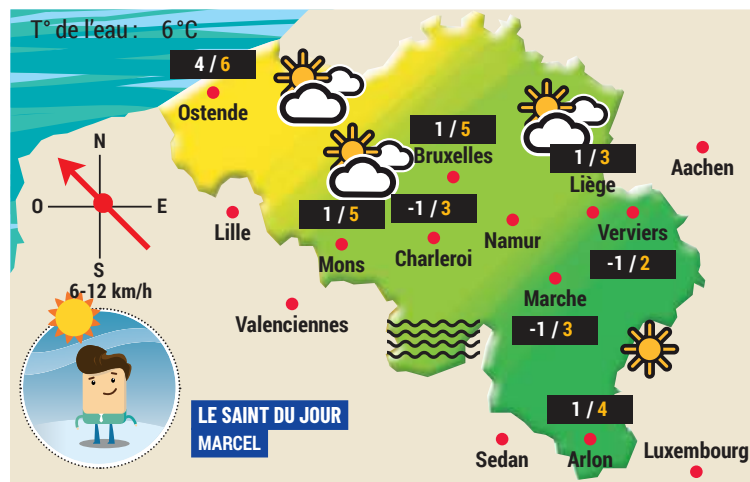 T° de l'eau : 6 °C
4 / 6
Ostende
N
O
E
S
6-12 km/h
1 / 5
Bruxelles
1 / 3
Liège
Aachen
Lille
1 / 5
Mons
-1 / 3
Charleroi
Namur
Verviers
-1 / 2
Valenciennes
Marche
-1 / 3
LE SAINT DU JOUR
MARCEL
1 / 4
Sedan
Arlon
Luxembourg